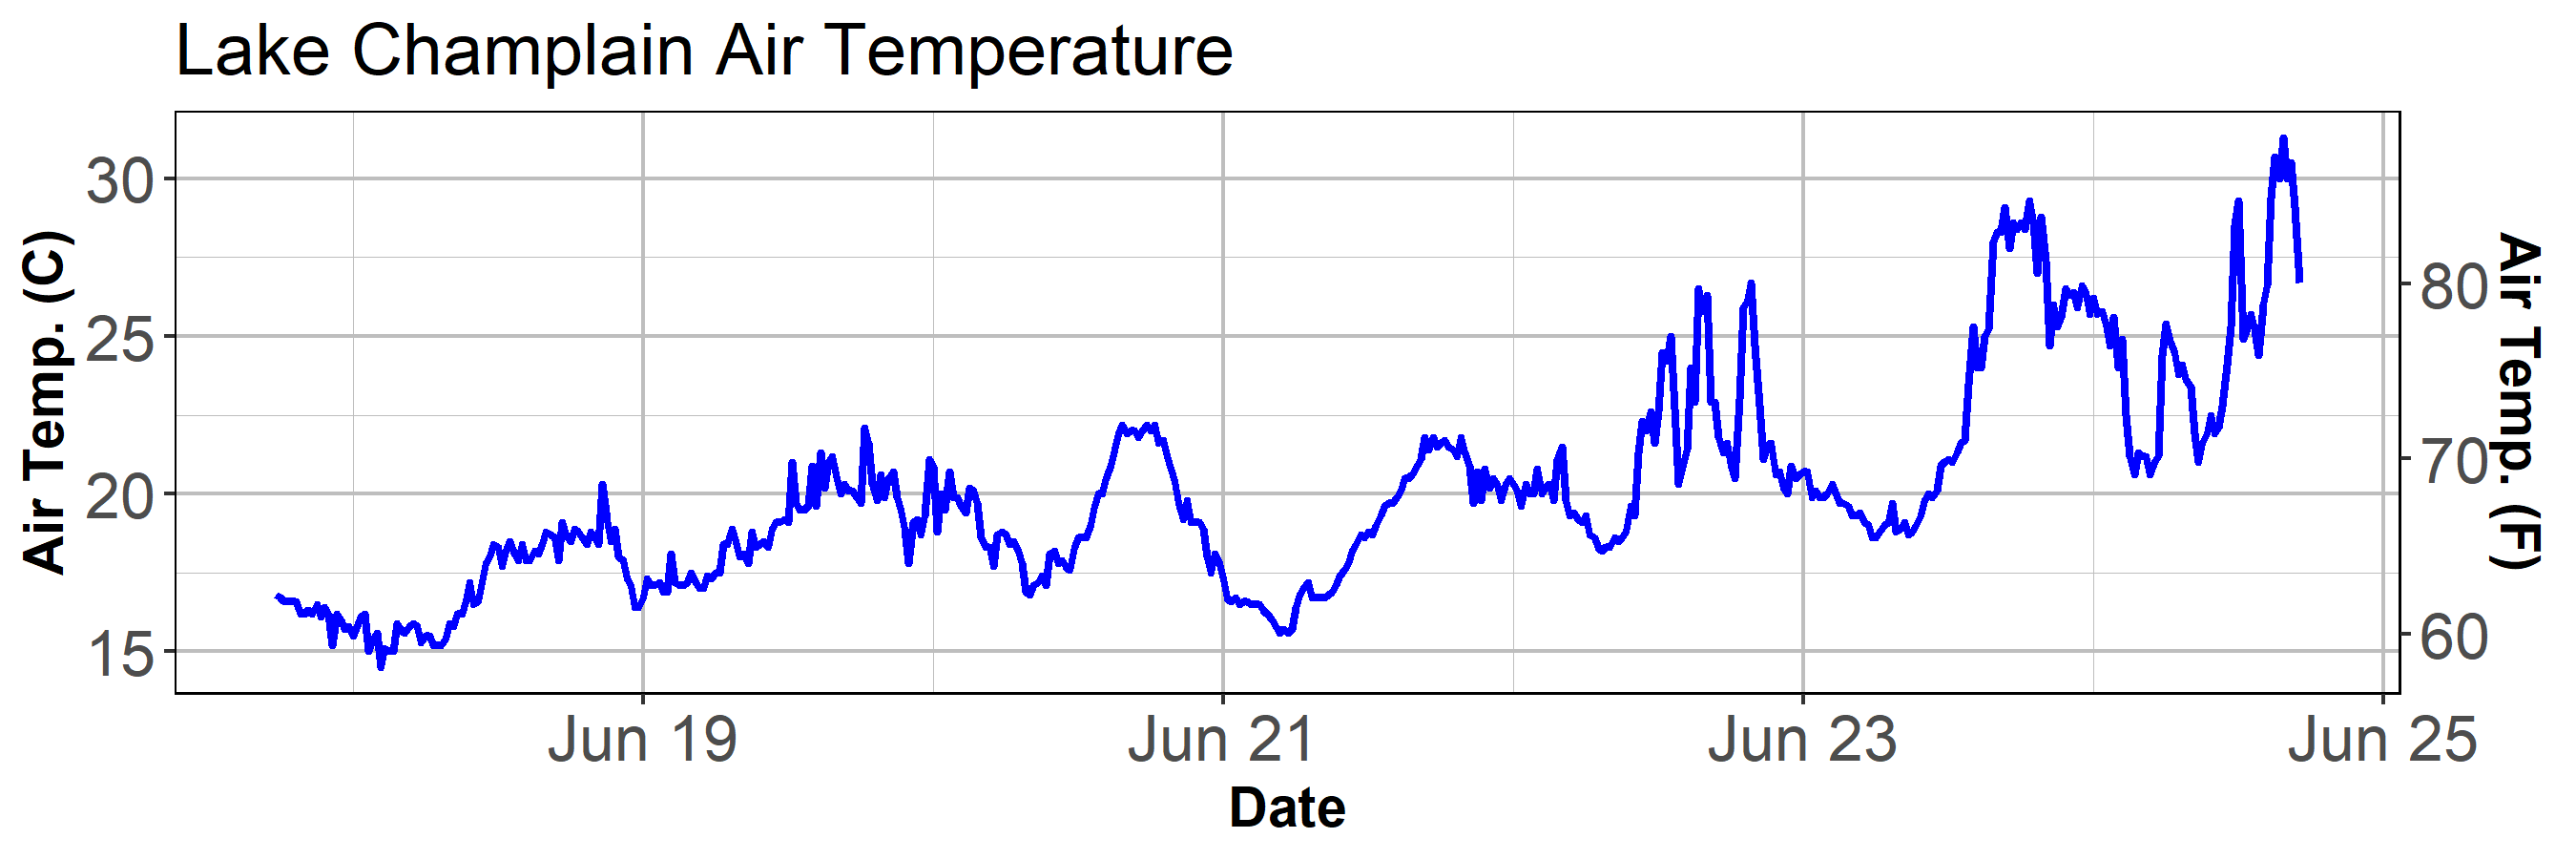 Lake Champlain Air Temperature
Air Temp. (C)
30
25
20
15
80
70
60
Air Temp. (F)
Jun 19
Jun 21
Jun 23
Jun 25
Date